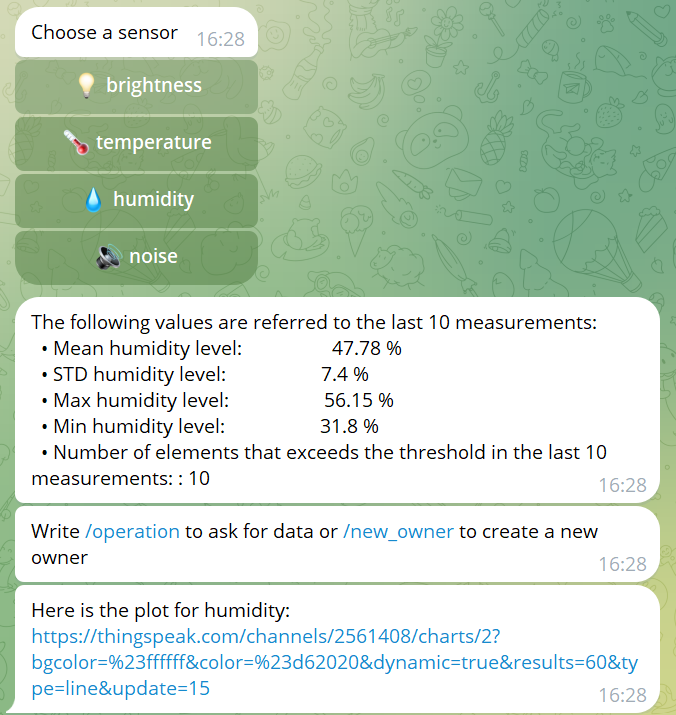 Choose a sensor 16:28
💡 brightness
🌡️ temperature
💧 humidity
🔊 noise
The following values are referred to the last 10 measurements:
• Mean humidity level: 47.78 %
• STD humidity level: 7.4 %
• Max humidity level: 56.15 %
• Min humidity level: 31.8 %
• Number of elements that exceeds the threshold in the last 10
measurements: : 10
16:28
Write /operation to ask for data or /new_owner to create a new
owner
16:28
Here is the plot for humidity:
https://thingspeak.com/channels/2561408/charts/2?
bgcolor=%23ffffff&color=%23d62020&dynamic=true&results=60&ty
pe=line&update=15
16:28